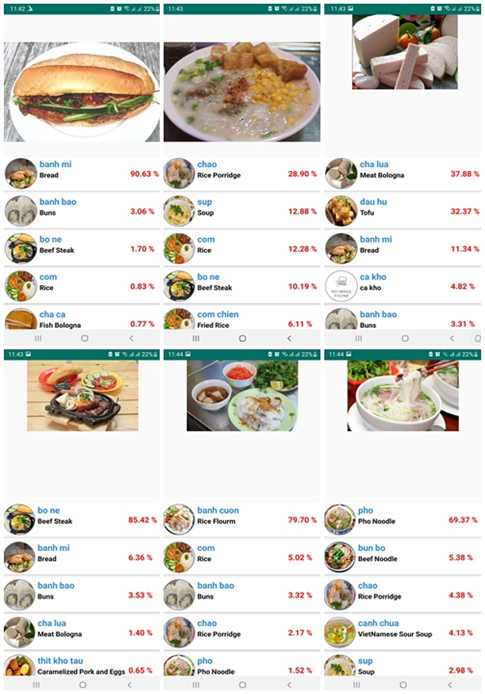 11:42
22%
banh mi
Bread
90.63 %
banh bao
Buns
3.06 %
bo ne
Beef Steak
1.70 %
com
Rice
0.83 %
cha ca
Fish Bologna
0.77 %
11:43
22%
chao
Rice Porridge
28.90 %
sup
Soup
12.88 %
com
Rice
12.28 %
bo ne
Beef Steak
10.19 %
com chien
Fried Rice
6.11 %
11:43
22%
cha lua
Meat Bologna
37.88 %
dau hu
Tofu
32.37 %
banh mi
Bread
11.34 %
NO IMAGE
FOUND
ca kho
ca kho
4.82 %
banh bao
Buns
3.31 %
11:43
22%
bo ne
Beef Steak
85.42 %
banh mi
Bread
6.36 %
banh bao
Buns
3.53 %
cha lua
Meat Bologna
1.40 %
thit kho tau
Caramelized Pork and Eggs
0.65 %
11:44
22%
banh cuon
Rice Flourm
79.70 %
com
Rice
5.02 %
banh bao
Buns
3.32 %
chao
Rice Porridge
2.17 %
pho
Pho Noodle
1.52 %
11:44
22%
pho
Pho Noodle
69.37 %
bun bo
Beef Noodle
5.38 %
chao
Rice Porridge
4.38 %
canh chua
VietNamese Sour Soup
4.13 %
sup
Soup
2.98 %